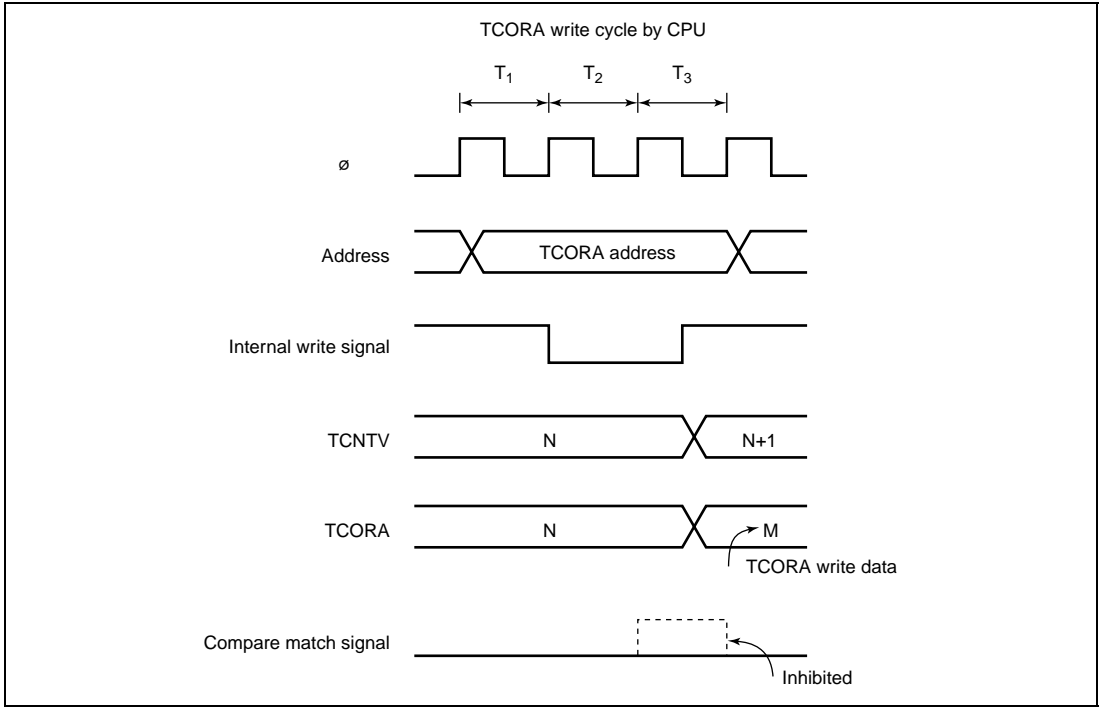 TCORA write cycle by CPU
T1 T2 T3
ø
Address TCORA address
Internal write signal
TCNTV N N+1
TCORA N M
TCORA write data
Compare match signal
Inhibited